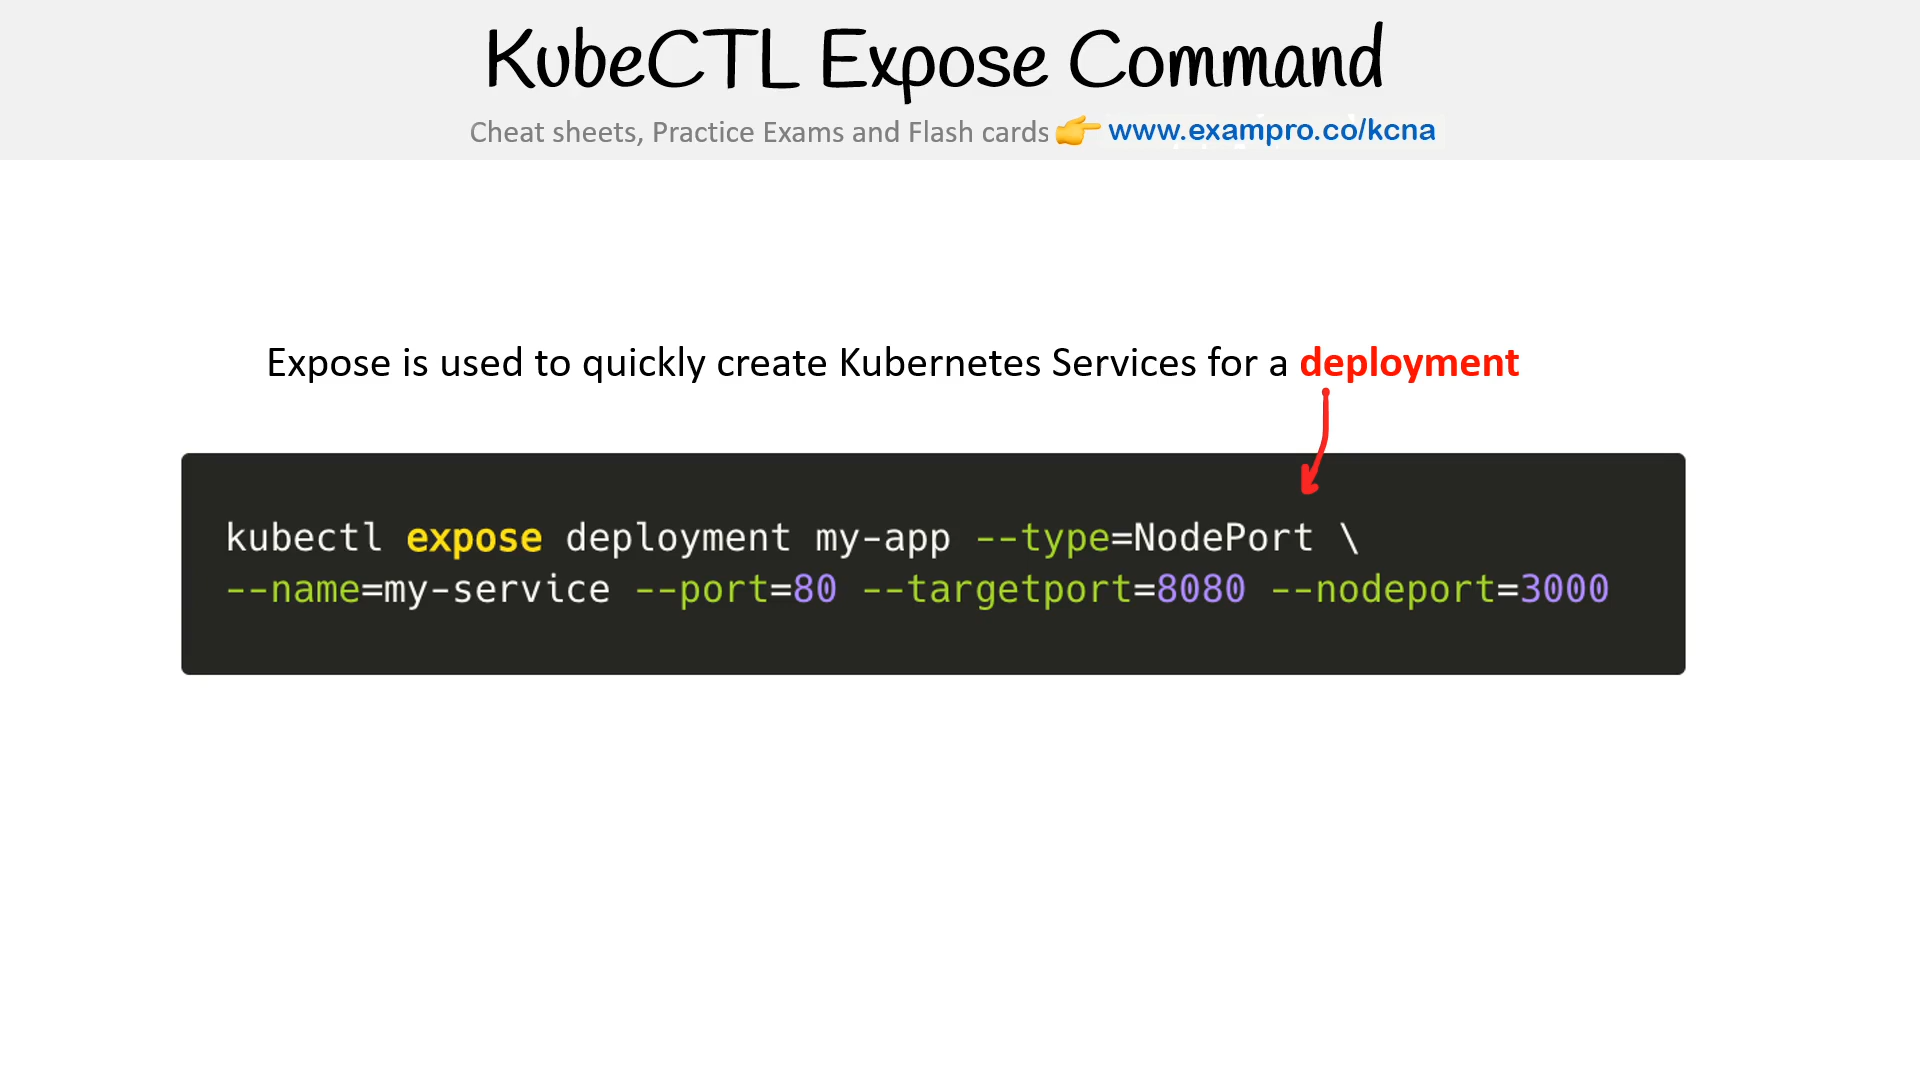 KubeCTL Expose Command
Cheat sheets, Practice Exams and Flash cards 👉 www.exampro.co/kcna
Expose is used to quickly create Kubernetes Services for a deployment
kubectl expose deployment my-app --type=NodePort \
--name=my-service --port=80 --targetport=8080 --nodeport=3000